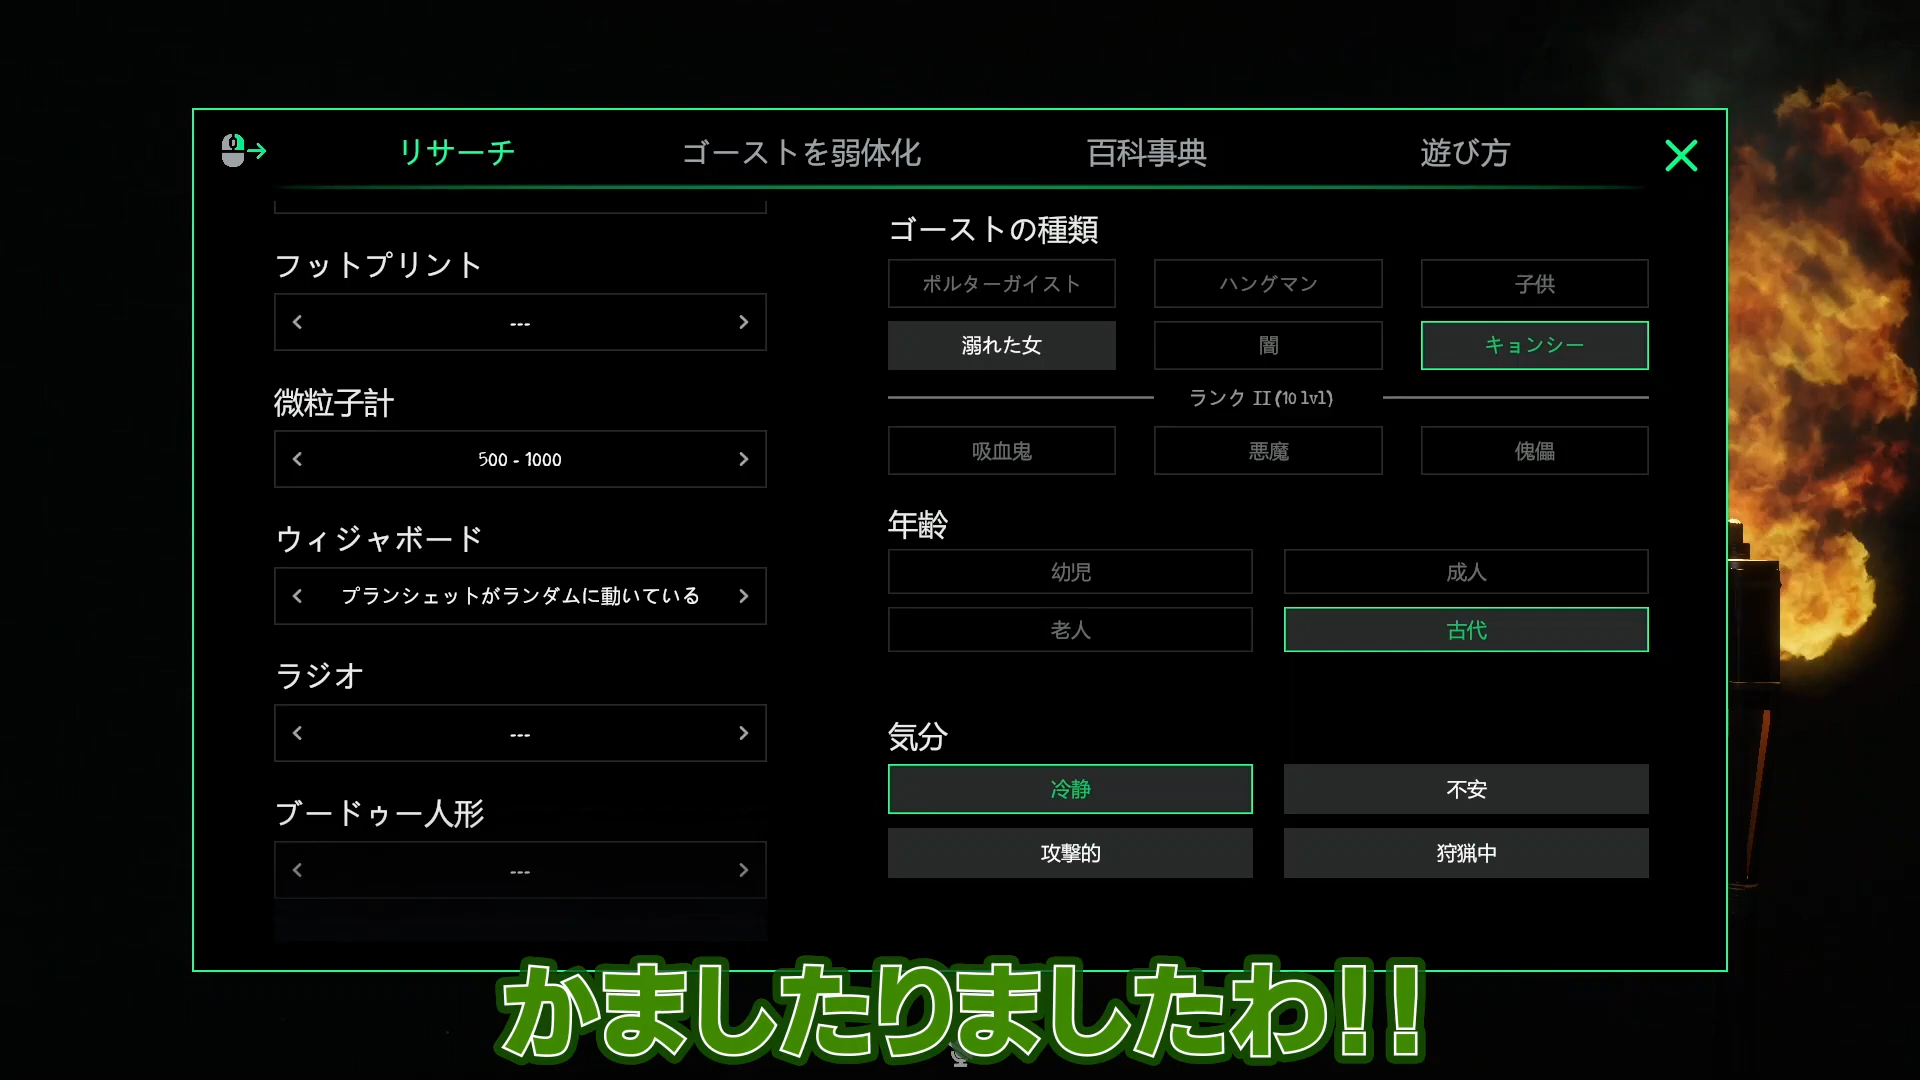 リサーチ
ゴーストを弱体化
百科事典
遊び方
フットプリント
---
微粒子計
500 - 1000
ウィジャボード
プランシェットがランダムに動いている
ラジオ
---
ブードゥー人形
---
ゴーストの種類
ポルターガイスト
ハングマン
子供
溺れた女
闇
キョンシー
ランク II (10 lvl)
吸血鬼
悪魔
傀儡
年齢
幼児
成人
老人
古代
気分
冷静
不安
攻撃的
狩猟中
かましたりましたわ!!